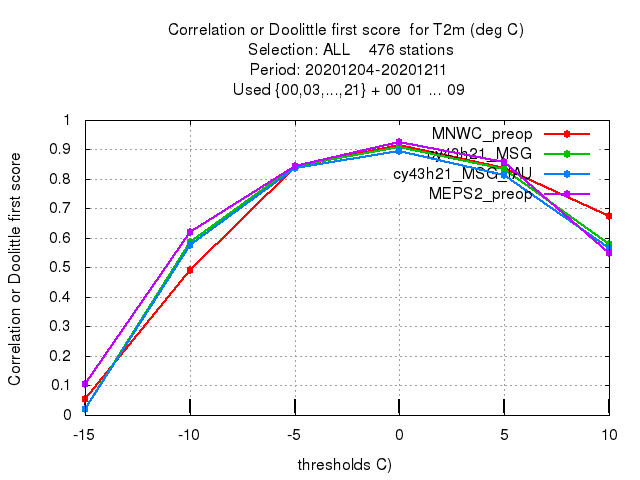 Correlation or Doolittle first score  for T2m (deg C)
Selection: ALL    476 stations
Period: 20201204-20201211
Used {00,03,...,21} + 00 01 ... 09
Correlation or Doolittle first score
1
0.9
0.8
0.7
0.6
0.5
0.4
0.3
0.2
0.1
0
MNWC_preop
cy43h21_MSG
cy43h21_MSG_IAU
MEPS2_preop
-15
-10
-5
0
5
10
thresholds C)